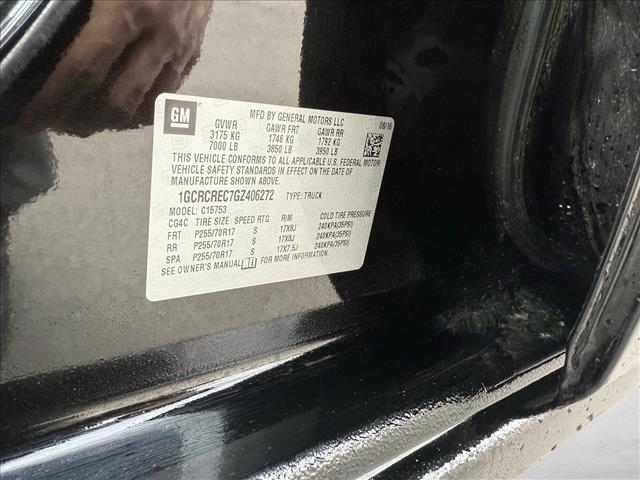 GM
MFD BY GENERAL MOTORS LLC
08/16
GVWR GAWR FRT GAWR RR
3175 KG 1746 KG 1792 KG
7000 LB 3850 LB 3950 LB
THIS VEHICLE CONFORMS TO ALL APPLICABLE U.S. FEDERAL MOTOR
VEHICLE SAFETY STANDARDS IN EFFECT ON THE DATE OF
MANUFACTURE SHOWN ABOVE.
1GCRCREC7GZ406272 TYPE: TRUCK
MODEL: C15753
CG4C TIRE SIZE SPEED RTG RIM COLD TIRE PRESSURE
FRT P255/70R17 S 17X8J 240KPA(35PSI)
RR P255/70R17 S 17X8J 240KPA(35PSI)
SPA P255/70R17 S 17X7.5J 240KPA(35PSI)
SEE OWNER'S MANUAL FOR MORE INFORMATION.